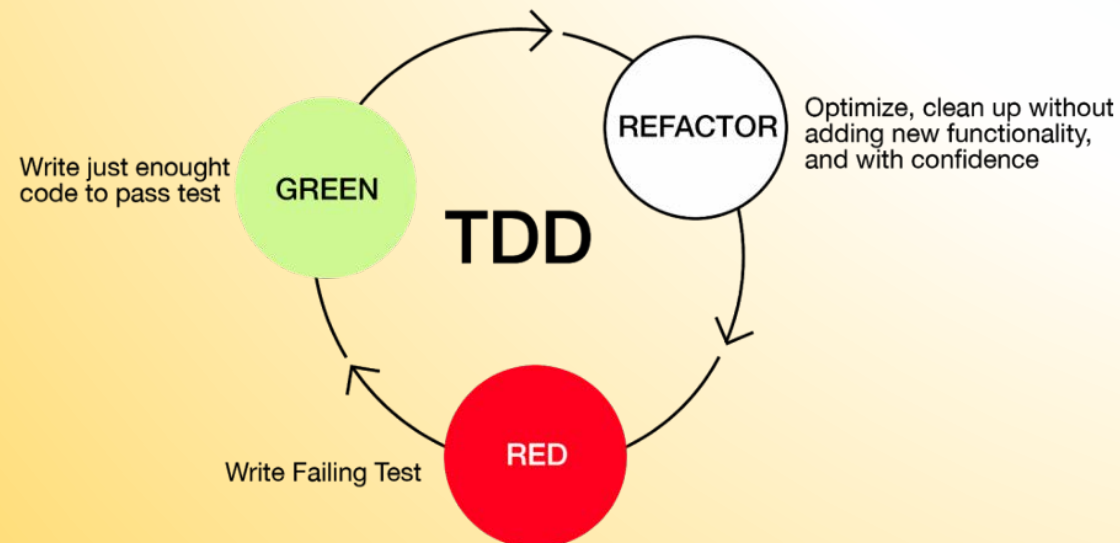 REFACTOR
Optimize, clean up without
adding new functionality,
and with confidence
Write just enought
code to pass test
GREEN
TDD
RED
Write Failing Test